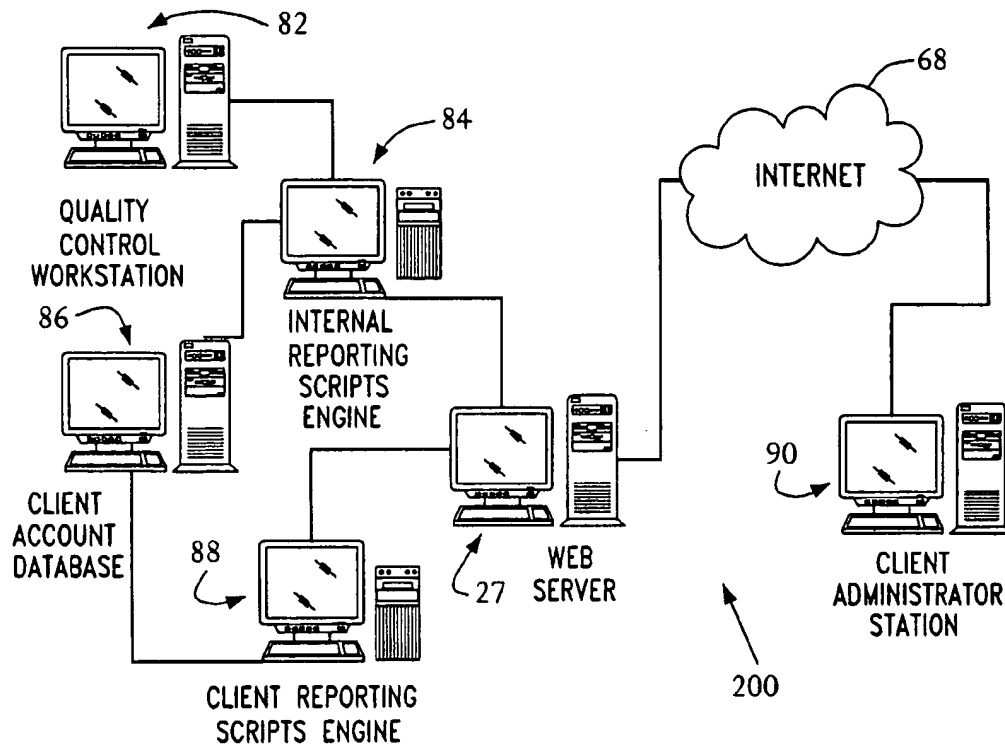 82
68
84
INTERNET
QUALITY
CONTROL
WORKSTATION
86
INTERNAL
REPORTING
SCRIPTS
ENGINE
90
CLIENT
ACCOUNT
DATABASE
88
27
WEB
SERVER
CLIENT
ADMINISTRATOR
STATION
200
CLIENT REPORTING
SCRIPTS ENGINE